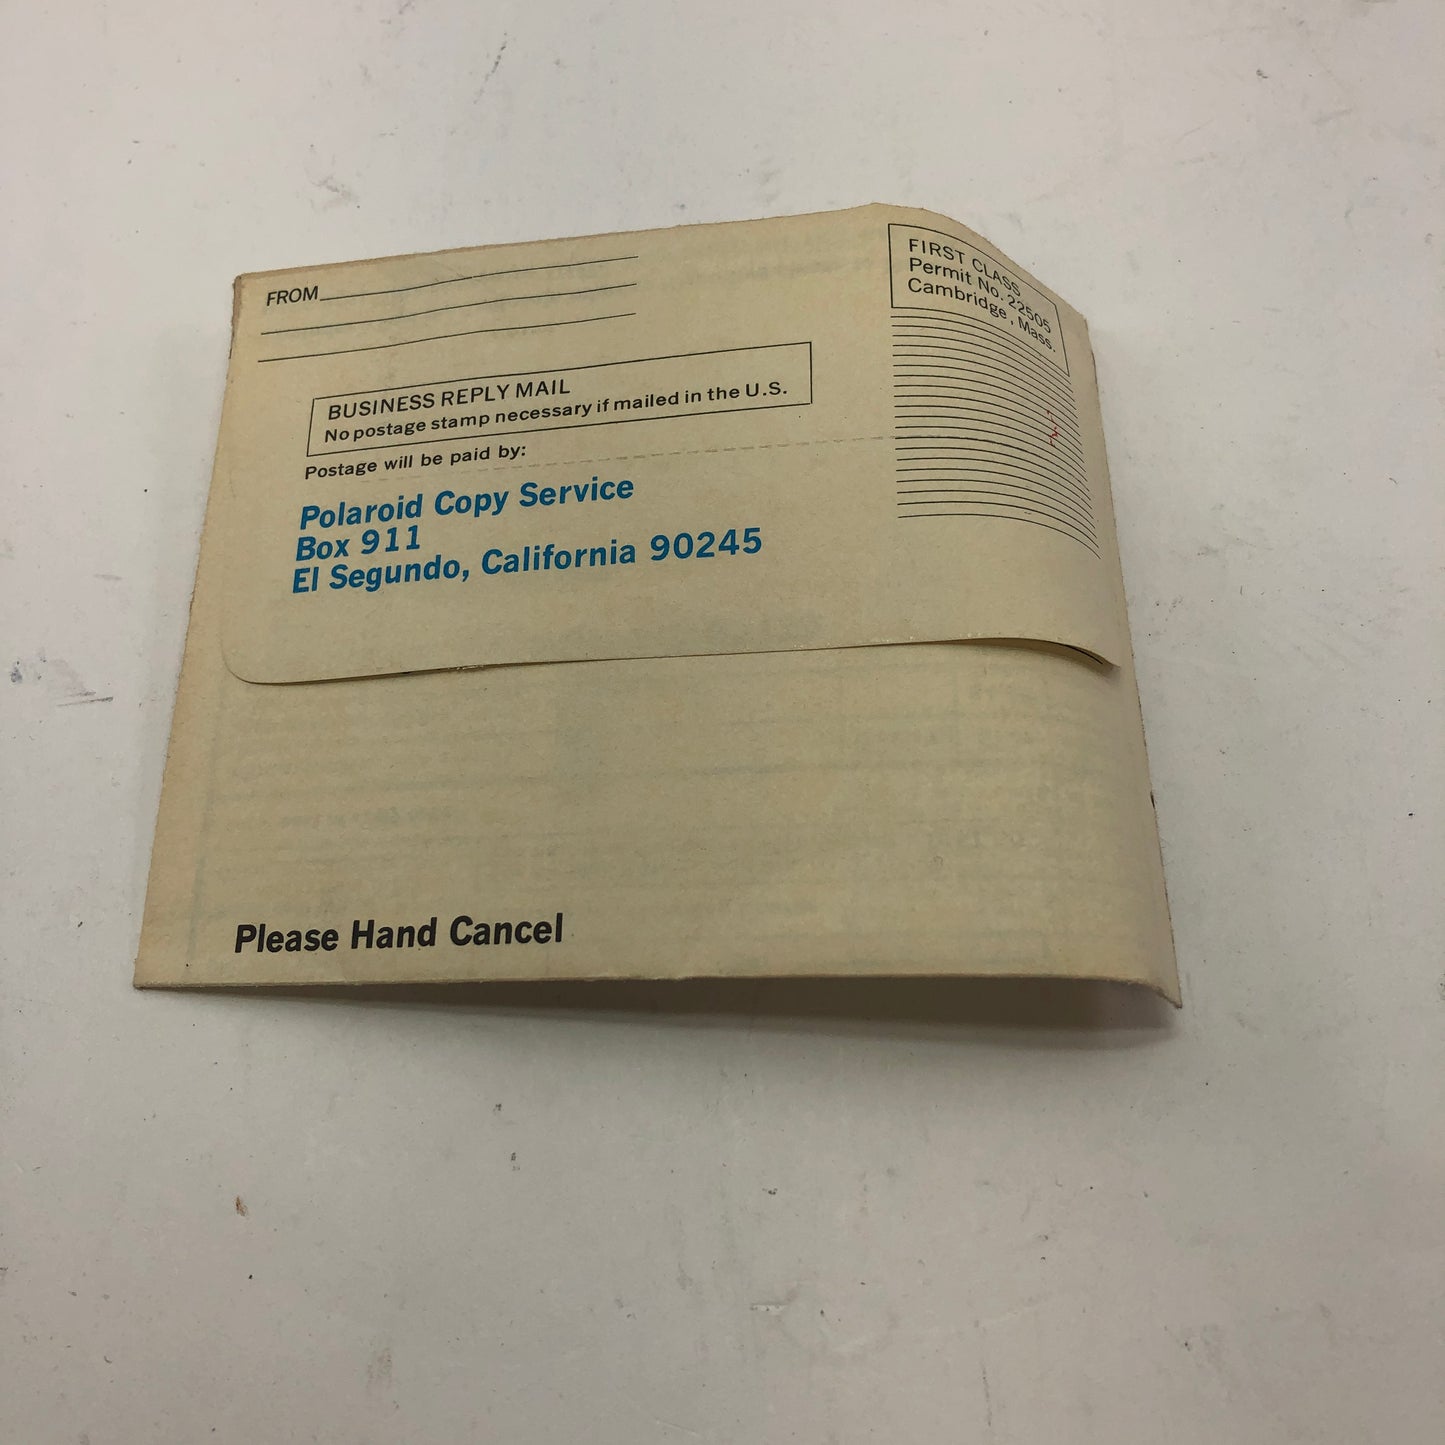 FROM
FIRST CLASS
Permit No. 22505
Cambridge, Mass.
BUSINESS REPLY MAIL
No postage stamp necessary if mailed in the U.S.
Postage will be paid by:
Polaroid Copy Service
Box 911
El Segundo, California 90245
Please Hand Cancel